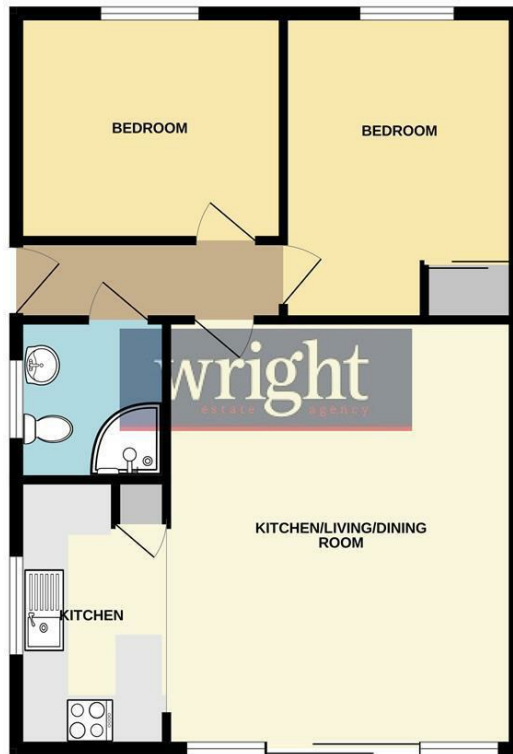 BEDROOM
BEDROOM
wright
estate agency
KITCHEN/LIVING/DINING
ROOM
KITCHEN